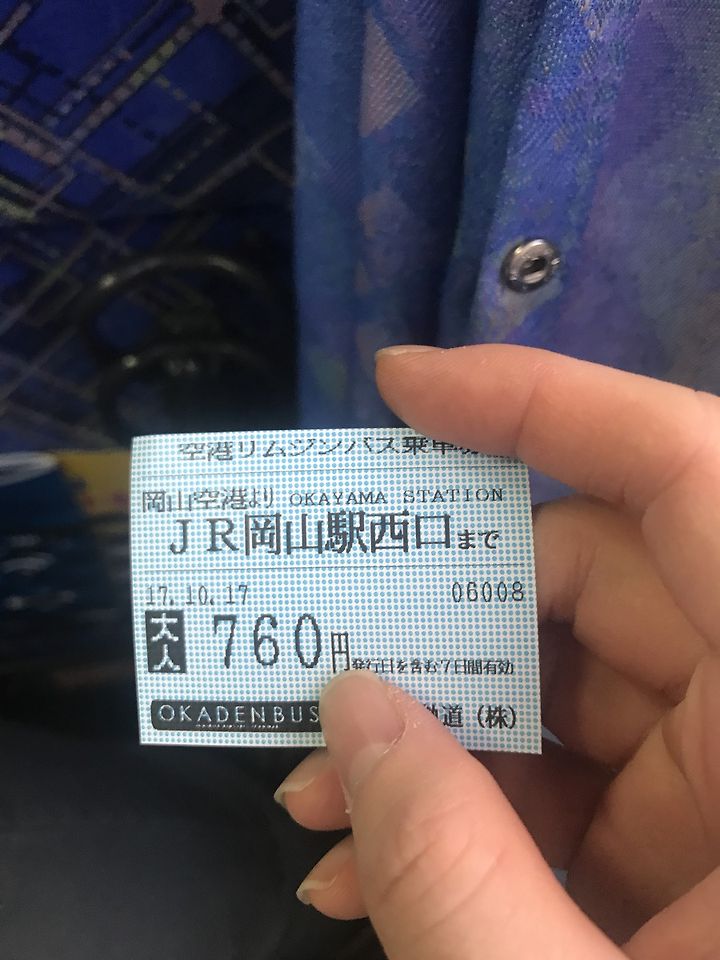 空港リムジンバス乗車
岡山空港より OKAYAMA STATION
JR岡山駅西口まで
17.10.17 06008
大人 760円 発行日を含む7日間有効
OKADENBUS 道(株)